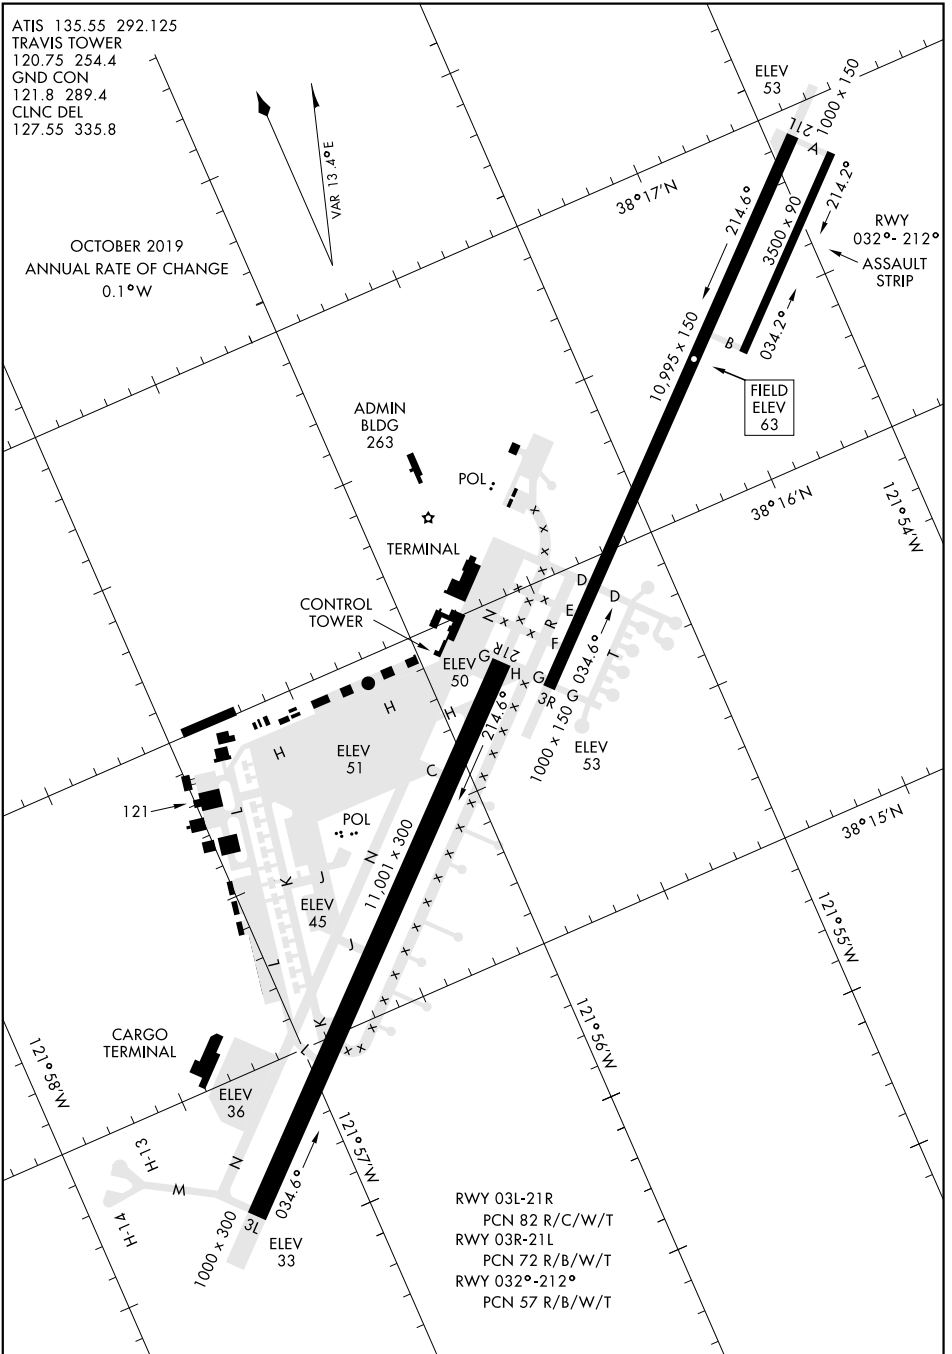 ATIS 135.55 292.125
TRAVIS TOWER
120.75 254.4
GND CON
121.8 289.4
CLNC DEL
127.55 335.8
VAR 13.4°E
OCTOBER 2019
ANNUAL RATE OF CHANGE
0.1°W
ELEV
53
1000 x 150
21L
A
38°17'N
214.6°
3500 x 90
214.2°
RWY
032°- 212°
ASSAULT
STRIP
10,995 x 150
B
034.2°
FIELD
ELEV
63
ADMIN
BLDG
263
POL
38°16'N
121°54'W
TERMINAL
CONTROL
TOWER
N
D
D
E
R
F
T
034.6°
21R
G
H
G
3R
G
ELEV
50
214.6°
1000 x 150
ELEV
53
H
H
H
ELEV
51
C
121
L
POL
38°15'N
11,001 x 300
N
K
J
ELEV
45
J
L
121°55'W
K
L
121°56'W
CARGO
TERMINAL
121°58'W
ELEV
36
121°57'W
H-13
N
W
034.6°
H-14
3L
1000 x 300
ELEV
33
RWY 03L-21R
PCN 82 R/C/W/T
RWY 03R-21L
PCN 72 R/B/W/T
RWY 032°-212°
PCN 57 R/B/W/T